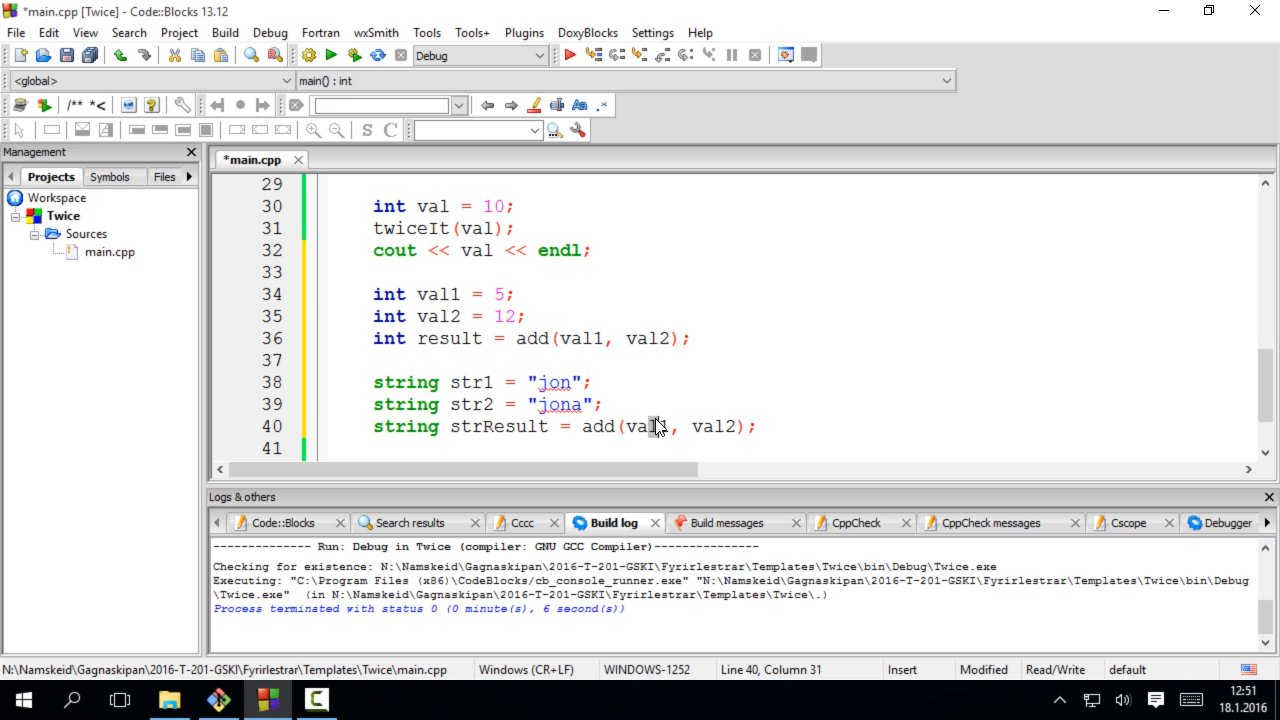 *main.cpp [Twice] - Code::Blocks 13.12
File Edit View Search Project Build Debug Fortran wxSmith Tools Tools+ Plugins DoxyBlocks Settings Help
Debug
<global> main() : int
/** *<
Aa .*
S C
Management
*main.cpp
Projects Symbols Files
Workspace
Twice
Sources
main.cpp
29
30 int val = 10;
31 twiceIt(val);
32 cout << val << endl;
33
34 int val1 = 5;
35 int val2 = 12;
36 int result = add(val1, val2);
37
38 string str1 = "jon";
39 string str2 = "jona";
40 string strResult = add(val1, val2);
41
Logs & others
Code::Blocks Search results Cccc Build log Build messages CppCheck CppCheck messages Cscope Debugger
-------------- Run: Debug in Twice (compiler: GNU GCC Compiler)---------------
Checking for existence: N:\Namskeid\Gagnaskipan\2016-T-201-GSKI\Fyrirlestrar\Templates\Twice\bin\Debug\Twice.exe
Executing: "C:\Program Files (x86)\CodeBlocks/cb_console_runner.exe" "N:\Namskeid\Gagnaskipan\2016-T-201-GSKI\Fyrirlestrar\Templates\Twice\bin\Debug
\Twice.exe" (in N:\Namskeid\Gagnaskipan\2016-T-201-GSKI\Fyrirlestrar\Templates\Twice\.)
Process terminated with status 0 (0 minute(s), 6 second(s))
N:\Namskeid\Gagnaskipan\2016-T-201-GSKI\Fyrirlestrar\Templates\Twice\main.cpp Windows (CR+LF) WINDOWS-1252 Line 40, Column 31 Insert Modified Read/Write default
12:51
18.1.2016